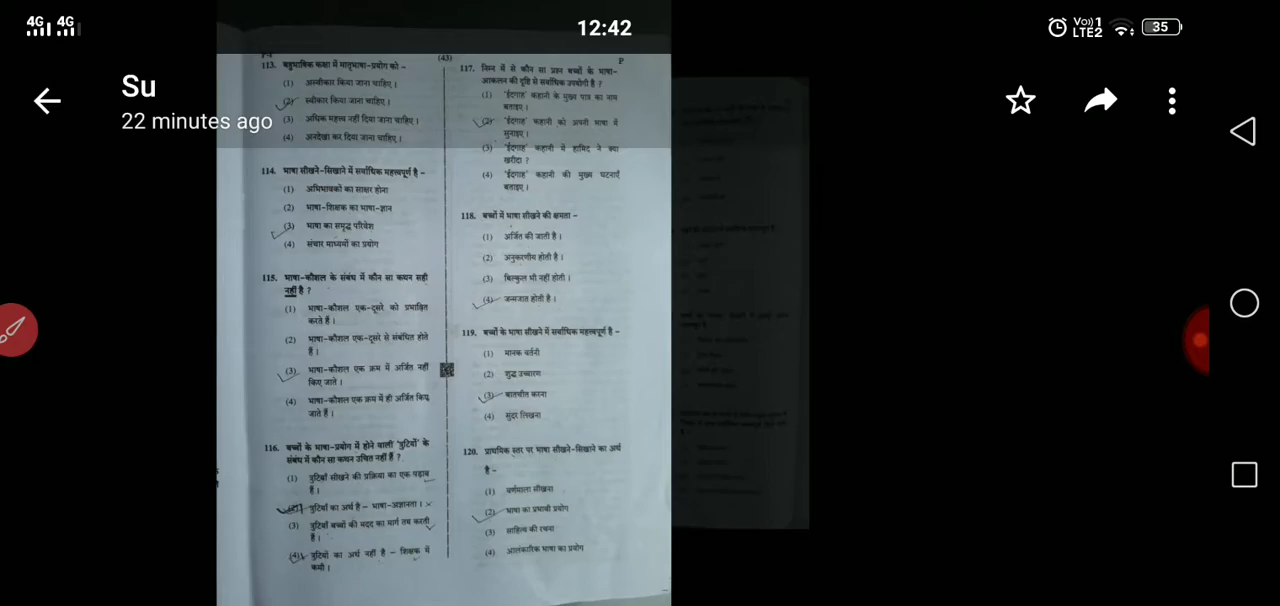 4G 4G
12:42
Vo)) 1
LTE2
35
Su
22 minutes ago
(43)
P
113. बहुभाषिक कक्षा में मातृभाषा-प्रयोग को -
(1) अस्वीकार किया जाना चाहिए।
(2) स्वीकार किया जाना चाहिए।
(3) अधिक महत्त्व नहीं दिया जाना चाहिए।
(4) अनदेखा कर दिया जाना चाहिए।
114. भाषा सीखने-सिखाने में सर्वाधिक महत्त्वपूर्ण है -
(1) अभिभावकों का साक्षर होना
(2) भाषा-शिक्षक का भाषा-ज्ञान
(3) भाषा का समृद्ध परिवेश
(4) संचार माध्यमों का प्रयोग
115. भाषा-कौशल के संबंध में कौन सा कथन सही
नहीं है ?
(1) भाषा-कौशल एक-दूसरे को प्रभावित
करते हैं।
(2) भाषा-कौशल एक-दूसरे से संबंधित होते
हैं।
(3) भाषा-कौशल एक क्रम में अर्जित नहीं
किए जाते।
(4) भाषा-कौशल एक क्रम में ही अर्जित किए
जाते हैं।
116. बच्चों के भाषा-प्रयोग में होने वाली 'त्रुटियों' के
संबंध में कौन सा कथन उचित नहीं है ?
(1) त्रुटियाँ सीखने की प्रक्रिया का एक पड़ाव
हैं।
(2) त्रुटियों का अर्थ है - भाषा-अज्ञानता।
(3) त्रुटियाँ बच्चों की मदद का मार्ग तय करती
हैं।
(4) त्रुटियों का अर्थ नहीं है - शिक्षक में
कमी।
117. निम्न में से कौन सा प्रश्न बच्चों के भाषा-
आकलन की दृष्टि से सर्वाधिक उपयोगी है ?
(1) 'ईदगाह' कहानी के मुख्य पात्र का नाम
बताइए।
(2) 'ईदगाह' कहानी को अपनी भाषा में
सुनाइए।
(3) 'ईदगाह' कहानी में हामिद ने क्या
खरीदा ?
(4) 'ईदगाह' कहानी की मुख्य घटनाएँ
बताइए।
118. बच्चों में भाषा सीखने की क्षमता -
(1) अर्जित की जाती है।
(2) अनुकरणीय होती है।
(3) बिल्कुल भी नहीं होती।
(4) जन्मजात होती है।
119. बच्चों के भाषा सीखने में सर्वाधिक महत्त्वपूर्ण है -
(1) मानक वर्तनी
(2) शुद्ध उच्चारण
(3) बातचीत करना
(4) सुंदर लिखना
120. प्राथमिक स्तर पर भाषा सीखने-सिखाने का अर्थ
है -
(1) वर्णमाला सीखना
(2) भाषा का प्रभावी प्रयोग
(3) साहित्य की रचना
(4) आलंकारिक भाषा का प्रयोग